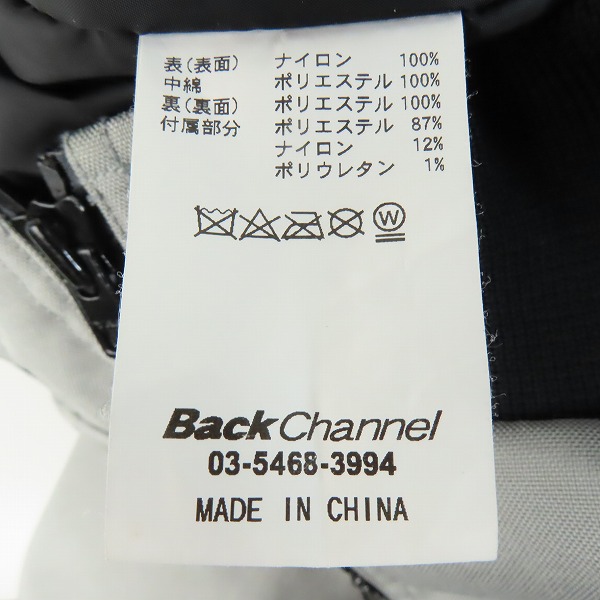 表(表面) ナイロン 100%
中綿 ポリエステル 100%
裏(裏面) ポリエステル 100%
付属部分 ポリエステル 87%
ナイロン 12%
ポリウレタン 1%
W
BackChannel
03-5468-3994
MADE IN CHINA